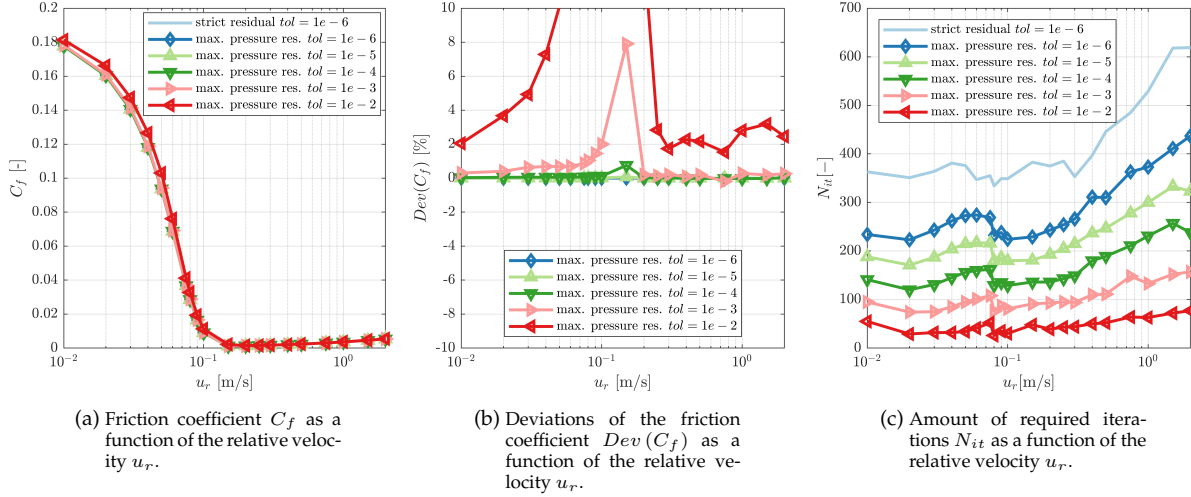 0.2
0.18
0.16
0.14
0.12
0.1
0.08
0.06
0.04
0.02
0
C_f [-]
strict residual tol = 1e − 6
max. pressure res. tol = 1e − 6
max. pressure res. tol = 1e − 5
max. pressure res. tol = 1e − 4
max. pressure res. tol = 1e − 3
max. pressure res. tol = 1e − 2
10^-2
10^-1
10^0
u_r [m/s]
(a) Friction coefficient C_f as a
function of the relative veloc-
ity u_r.
10
8
6
4
2
0
-2
-4
-6
-8
-10
Dev(C_f) [%]
max. pressure res. tol = 1e − 6
max. pressure res. tol = 1e − 5
max. pressure res. tol = 1e − 4
max. pressure res. tol = 1e − 3
max. pressure res. tol = 1e − 2
10^-2
10^-1
10^0
u_r [m/s]
(b) Deviations of the friction
coefficient Dev (C_f) as a
function of the relative ve-
locity u_r.
700
600
500
400
300
200
100
0
N_it[−]
strict residual tol = 1e − 6
max. pressure res. tol = 1e − 6
max. pressure res. tol = 1e − 5
max. pressure res. tol = 1e − 4
max. pressure res. tol = 1e − 3
max. pressure res. tol = 1e − 2
10^-2
10^-1
10^0
u_r[m/s]
(c) Amount of required itera-
tions N_it as a function of the
relative velocity u_r.